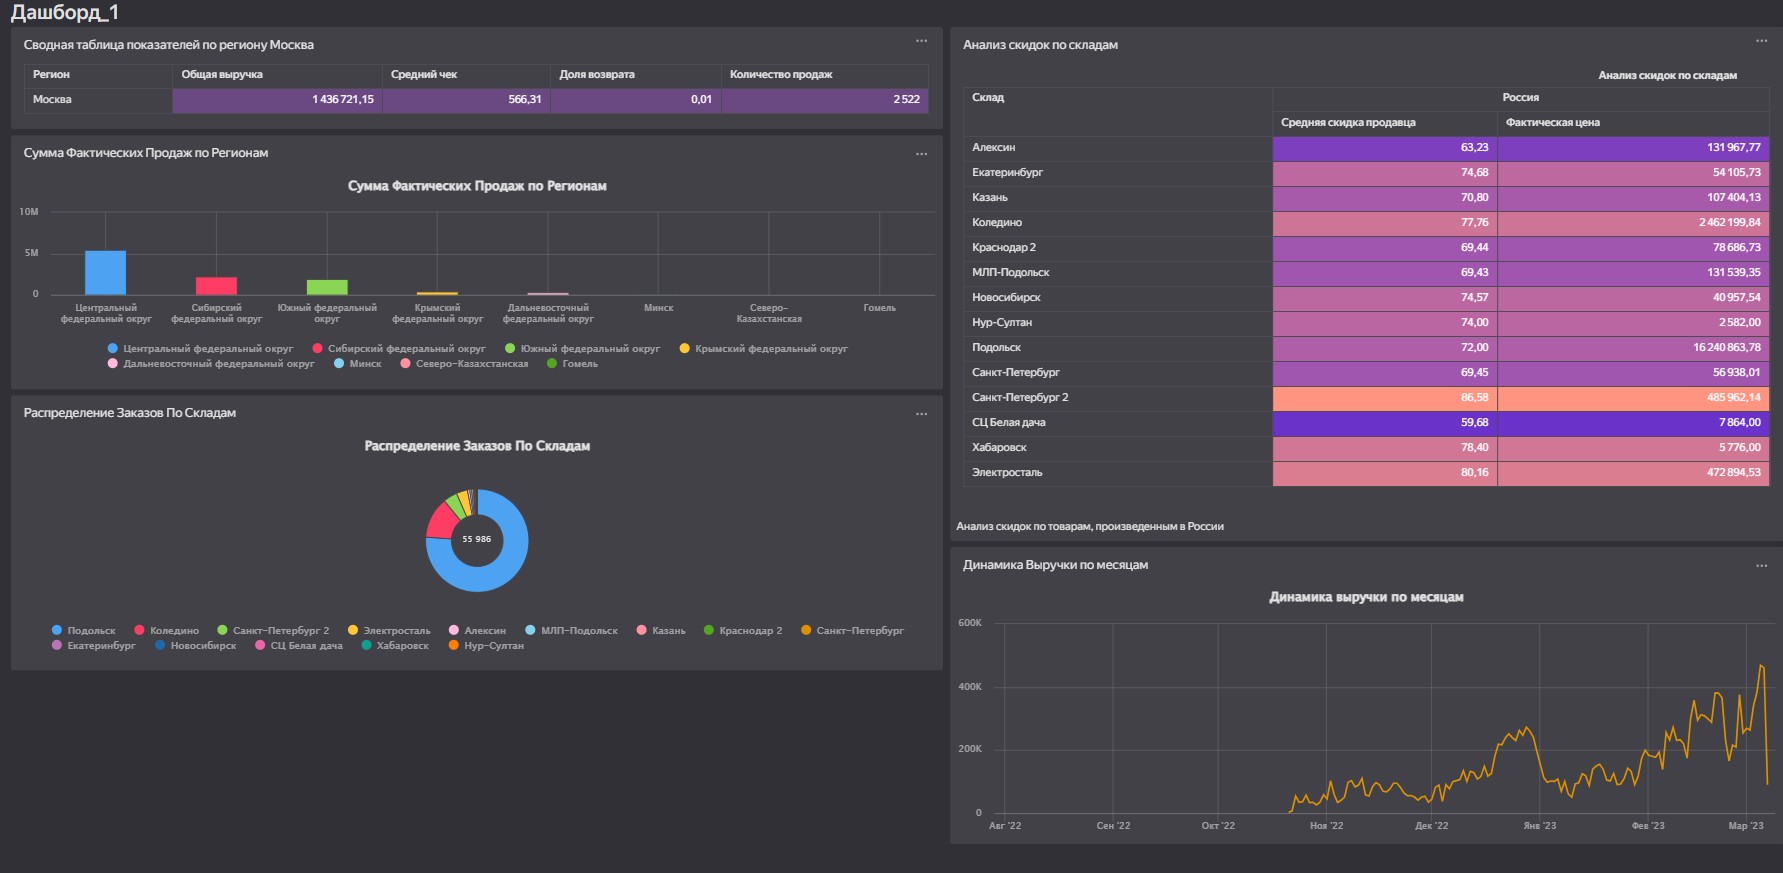 Дашборд_1
Сводная таблица показателей по региону Москва
Регион Общая выручка Средний чек Доля возврата Количество продаж
Москва 1 436 721,15 566,31 0,01 2 522
Сумма Фактических Продаж по Регионам
Сумма Фактических Продаж по Регионам
10M
5M
0
Центральный федеральный округ
Сибирский федеральный округ
Южный федеральный округ
Крымский федеральный округ
Дальневосточный федеральный округ
Минск
Северо-Казахстанская
Гомель
Центральный федеральный округ Сибирский федеральный округ Южный федеральный округ Крымский федеральный округ
Дальневосточный федеральный округ Минск Северо-Казахстанская Гомель
Распределение Заказов По Складам
Распределение Заказов По Складам
55 986
Подольск Коледино Санкт-Петербург 2 Электросталь Алексин МЛП-Подольск Казань Краснодар 2 Санкт-Петербург
Екатеринбург Новосибирск СЦ Белая дача Хабаровск Нур-Султан
Анализ скидок по складам
Анализ скидок по складам
Склад Россия
Средняя скидка продавца Фактическая цена
Алексин 63,23 131 967,77
Екатеринбург 74,68 54 105,73
Казань 70,80 107 404,13
Коледино 77,76 2 462 199,84
Краснодар 2 69,44 78 686,73
МЛП-Подольск 69,43 131 539,35
Новосибирск 74,57 40 957,54
Нур-Султан 74,00 2 582,00
Подольск 72,00 16 240 863,78
Санкт-Петербург 69,45 56 938,01
Санкт-Петербург 2 86,58 485 962,14
СЦ Белая дача 59,68 7 864,00
Хабаровск 78,40 5 776,00
Электросталь 80,16 472 894,53
Анализ скидок по товарам, произведенным в России
Динамика Выручки по месяцам
Динамика выручки по месяцам
600K
400K
200K
0
Авг '22 Сен '22 Окт '22 Ноя '22 Дек '22 Янв '23 Фев '23 Мар '23